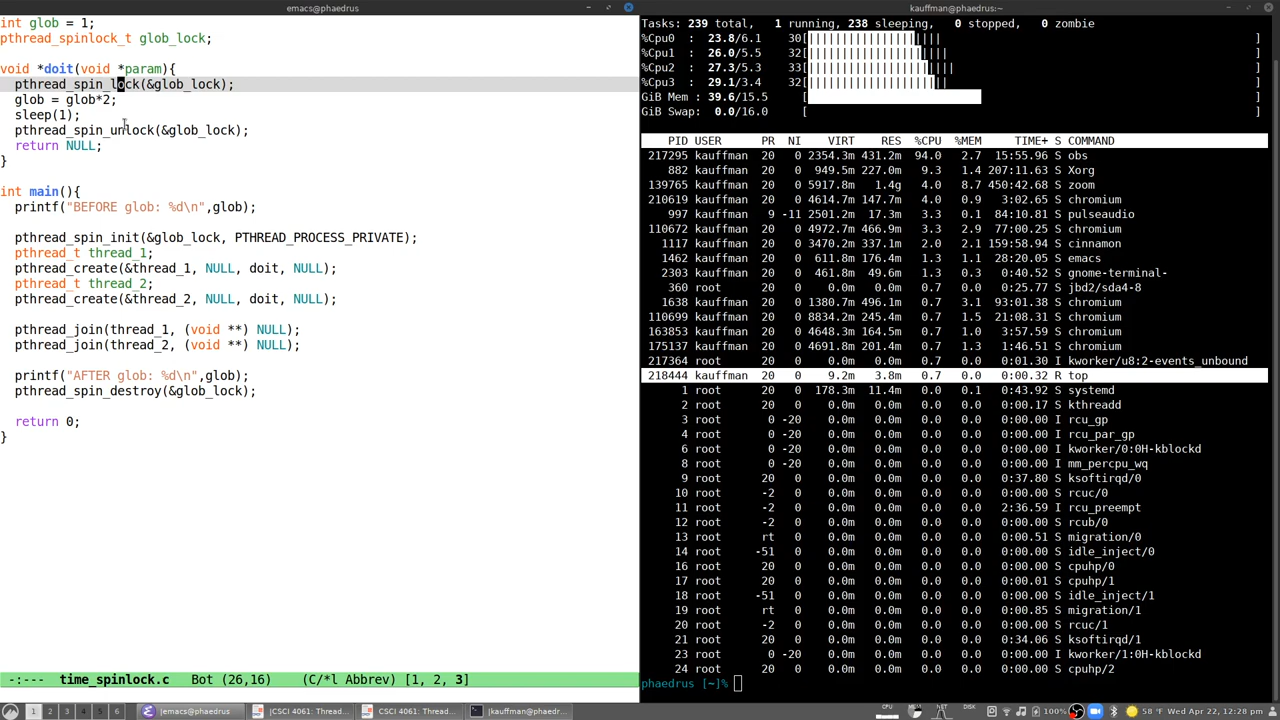 emacs@phaedrus
int glob = 1;
pthread_spinlock_t glob_lock;
void *doit(void *param){
pthread_spin_lock(&glob_lock);
glob = glob*2;
sleep(1);
pthread_spin_unlock(&glob_lock);
return NULL;
}
int main(){
printf("BEFORE glob: %d\n",glob);
pthread_spin_init(&glob_lock, PTHREAD_PROCESS_PRIVATE);
pthread_t thread_1;
pthread_create(&thread_1, NULL, doit, NULL);
pthread_t thread_2;
pthread_create(&thread_2, NULL, doit, NULL);
pthread_join(thread_1, (void **) NULL);
pthread_join(thread_2, (void **) NULL);
printf("AFTER glob: %d\n",glob);
pthread_spin_destroy(&glob_lock);
return 0;
}
-:--- time_spinlock.c Bot (26,16) (C/*l Abbrev) [1, 2, 3]
kauffman@phaedrus:~
Tasks: 239 total, 1 running, 238 sleeping, 0 stopped, 0 zombie
%Cpu0 : 23.8/6.1 30[||||||||||||||||||||| ]
%Cpu1 : 26.0/5.5 32[|||||||||||||||||||||| ]
%Cpu2 : 27.3/5.3 33[||||||||||||||||||||||| ]
%Cpu3 : 29.1/3.4 32[|||||||||||||||||||||| ]
GiB Mem : 39.6/15.5 [ ]
GiB Swap: 0.0/16.0 [ ]
PID USER PR NI VIRT RES %CPU %MEM TIME+ S COMMAND
217295 kauffman 20 0 2354.3m 431.2m 94.0 2.7 15:55.96 S obs
882 kauffman 20 0 949.5m 227.0m 9.3 1.4 207:11.63 S Xorg
139765 kauffman 20 0 5917.8m 1.4g 4.0 8.7 450:42.68 S zoom
210619 kauffman 20 0 4614.7m 147.7m 4.0 0.9 3:02.65 S chromium
997 kauffman 9 -11 2501.2m 17.3m 3.3 0.1 84:10.81 S pulseaudio
110672 kauffman 20 0 4972.7m 466.9m 3.3 2.9 77:00.25 S chromium
1117 kauffman 20 0 3470.2m 337.1m 2.0 2.1 159:58.94 S cinnamon
1462 kauffman 20 0 611.8m 176.4m 1.3 1.1 28:20.05 S emacs
2303 kauffman 20 0 461.8m 49.6m 1.3 0.3 0:40.52 S gnome-terminal-
360 root 20 0 0.0m 0.0m 0.7 0.0 0:25.77 S jbd2/sda4-8
1638 kauffman 20 0 1380.7m 496.1m 0.7 3.1 93:01.38 S chromium
110699 kauffman 20 0 8834.2m 245.4m 0.7 1.5 21:08.31 S chromium
163853 kauffman 20 0 4648.3m 164.5m 0.7 1.0 3:57.59 S chromium
175137 kauffman 20 0 4691.8m 201.4m 0.7 1.3 1:46.51 S chromium
217364 root 20 0 0.0m 0.0m 0.7 0.0 0:01.30 I kworker/u8:2-events_unbound
218444 kauffman 20 0 9.2m 3.8m 0.7 0.0 0:00.32 R top
1 root 20 0 178.3m 11.4m 0.0 0.1 0:43.92 S systemd
2 root 20 0 0.0m 0.0m 0.0 0.0 0:00.17 S kthreadd
3 root 0 -20 0.0m 0.0m 0.0 0.0 0:00.00 I rcu_gp
4 root 0 -20 0.0m 0.0m 0.0 0.0 0:00.00 I rcu_par_gp
6 root 0 -20 0.0m 0.0m 0.0 0.0 0:00.00 I kworker/0:0H-kblockd
8 root 0 -20 0.0m 0.0m 0.0 0.0 0:00.00 I mm_percpu_wq
9 root 20 0 0.0m 0.0m 0.0 0.0 0:37.80 S ksoftirqd/0
10 root -2 0 0.0m 0.0m 0.0 0.0 0:00.00 S rcuc/0
11 root -2 0 0.0m 0.0m 0.0 0.0 2:36.59 I rcu_preempt
12 root -2 0 0.0m 0.0m 0.0 0.0 0:00.00 S rcub/0
13 root rt 0 0.0m 0.0m 0.0 0.0 0:00.51 S migration/0
14 root -51 0 0.0m 0.0m 0.0 0.0 0:00.00 S idle_inject/0
16 root 20 0 0.0m 0.0m 0.0 0.0 0:00.00 S cpuhp/0
17 root 20 0 0.0m 0.0m 0.0 0.0 0:00.01 S cpuhp/1
18 root -51 0 0.0m 0.0m 0.0 0.0 0:00.00 S idle_inject/1
19 root rt 0 0.0m 0.0m 0.0 0.0 0:00.85 S migration/1
20 root -2 0 0.0m 0.0m 0.0 0.0 0:00.00 S rcuc/1
21 root 20 0 0.0m 0.0m 0.0 0.0 0:34.06 S ksoftirqd/1
23 root 0 -20 0.0m 0.0m 0.0 0.0 0:00.00 I kworker/1:0H-kblockd
24 root 20 0 0.0m 0.0m 0.0 0.0 0:00.00 S cpuhp/2
phaedrus [~]%
1 2 3 4 5 6 [emacs@phaedrus] [CSCI 4061: Thread... [CSCI 4061: Thread... [kauffman@phaedr... CPU MEM NET DISK 100% 58 °F Wed Apr 22, 12:28 pm